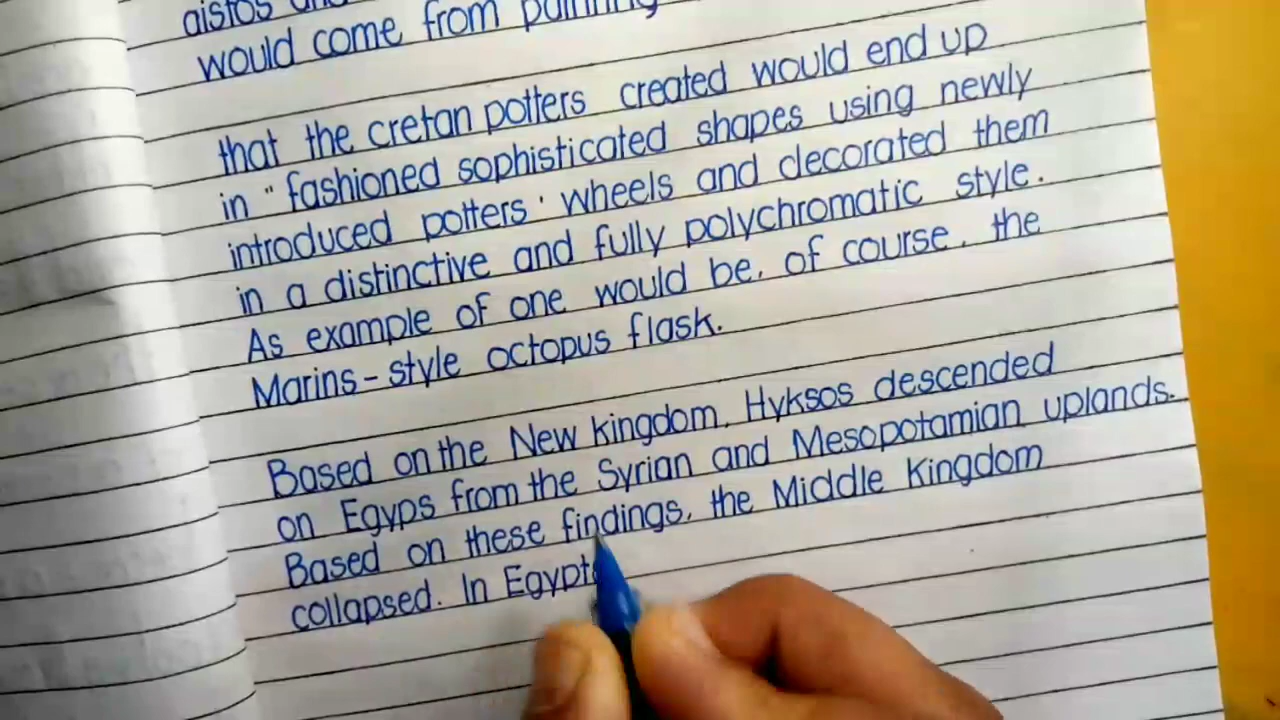 would come from
that the cretan potters created would end up
in " fashioned sophisticated shapes using newly
introduced potters ' wheels and decorated them
in a distinctive and fully polychromatic style.
As example of one would be, of course, the
Marins-style octopus flask.
Based on the New kingdom, Hyksos descended
on Egyps from the Syrian and Mesopotamian uplands.
Based on these findings, the Middle Kingdom
collapsed. In Egypt